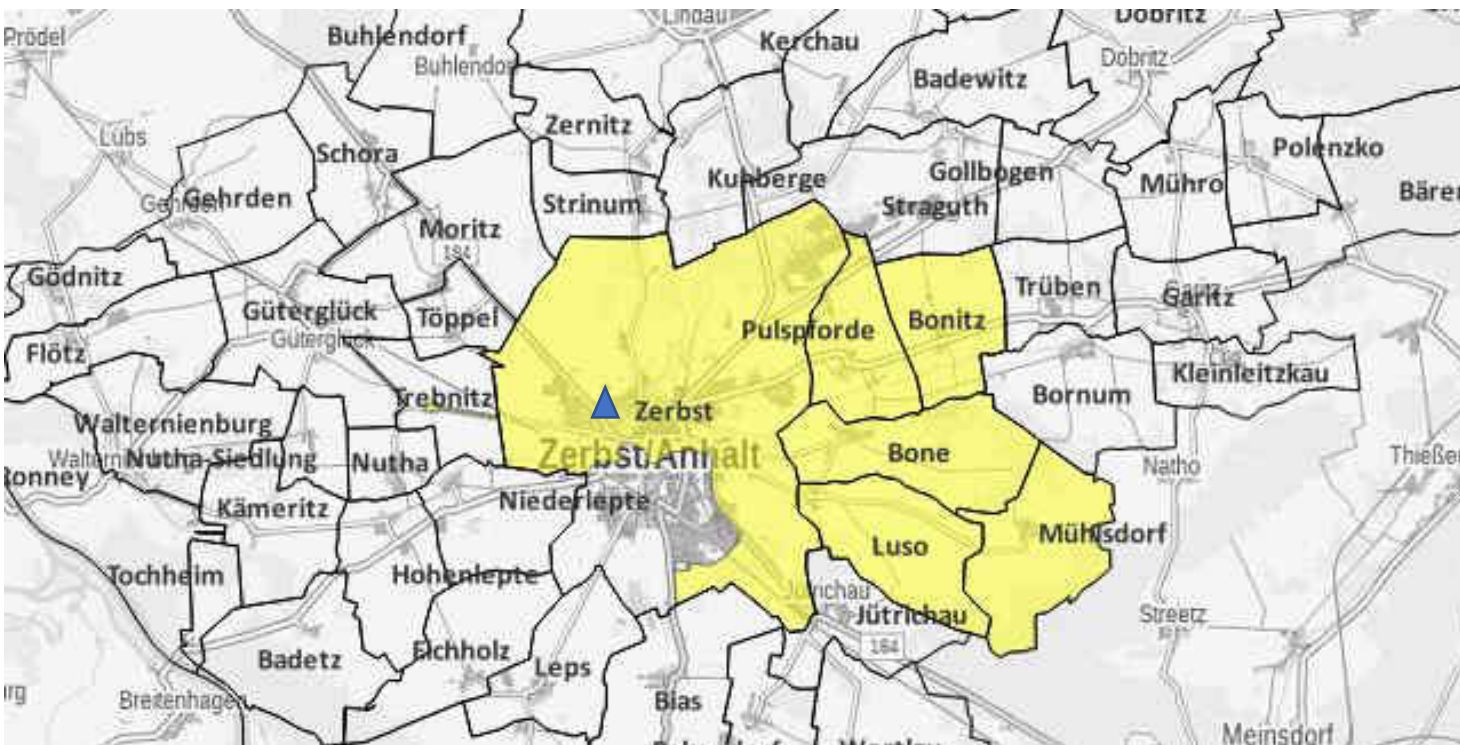 Prödel
Buhlendorf
Buhlendorf
Lindau
Kerchau
Dobritz
Dobritz
Badewitz
Lübs
Schora
Zernitz
Polenzko
Gehrden
Gehrden
Moritz
184
Strinum
Kuhberge
Straguth
Gollbogen
Mühro
Bären
Gödnitz
Güterglück
Güterglück
Töppel
Pulspforde
Bonitz
Trüben
Garitz
Flötz
Trebnitz
Zerbst
Zerbst/Anhalt
Bornum
Kleinleitzkau
Walternienburg
Nutha-Siedlung
Nutha
Bone
Natho
Thießen
Kämeritz
Niederlepte
Luso
Mühlsdorf
Tochheim
Hohenlepte
Jütrichau
Jütrichau
184
Streetz
Badetz
Eichholz
Leps
Bias
Breitenhagen
Meinsdorf